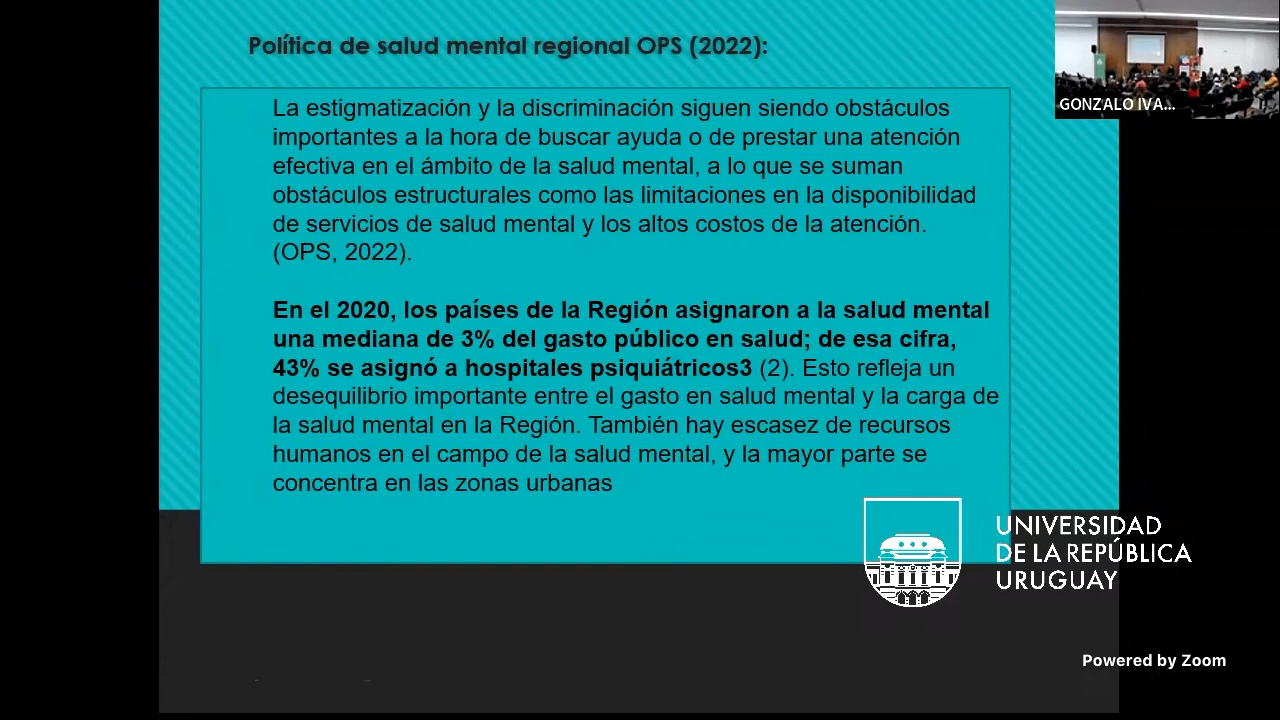 Política de salud mental regional OPS (2022):
GONZALO IVA...
La estigmatización y la discriminación siguen siendo obstáculos
importantes a la hora de buscar ayuda o de prestar una atención
efectiva en el ámbito de la salud mental, a lo que se suman
obstáculos estructurales como las limitaciones en la disponibilidad
de servicios de salud mental y los altos costos de la atención.
(OPS, 2022).
En el 2020, los países de la Región asignaron a la salud mental
una mediana de 3% del gasto público en salud; de esa cifra,
43% se asignó a hospitales psiquiátricos3 (2). Esto refleja un
desequilibrio importante entre el gasto en salud mental y la carga de
la salud mental en la Región. También hay escasez de recursos
humanos en el campo de la salud mental, y la mayor parte se
concentra en las zonas urbanas
UNIVERSIDAD
DE LA REPÚBLICA
URUGUAY
Powered by Zoom